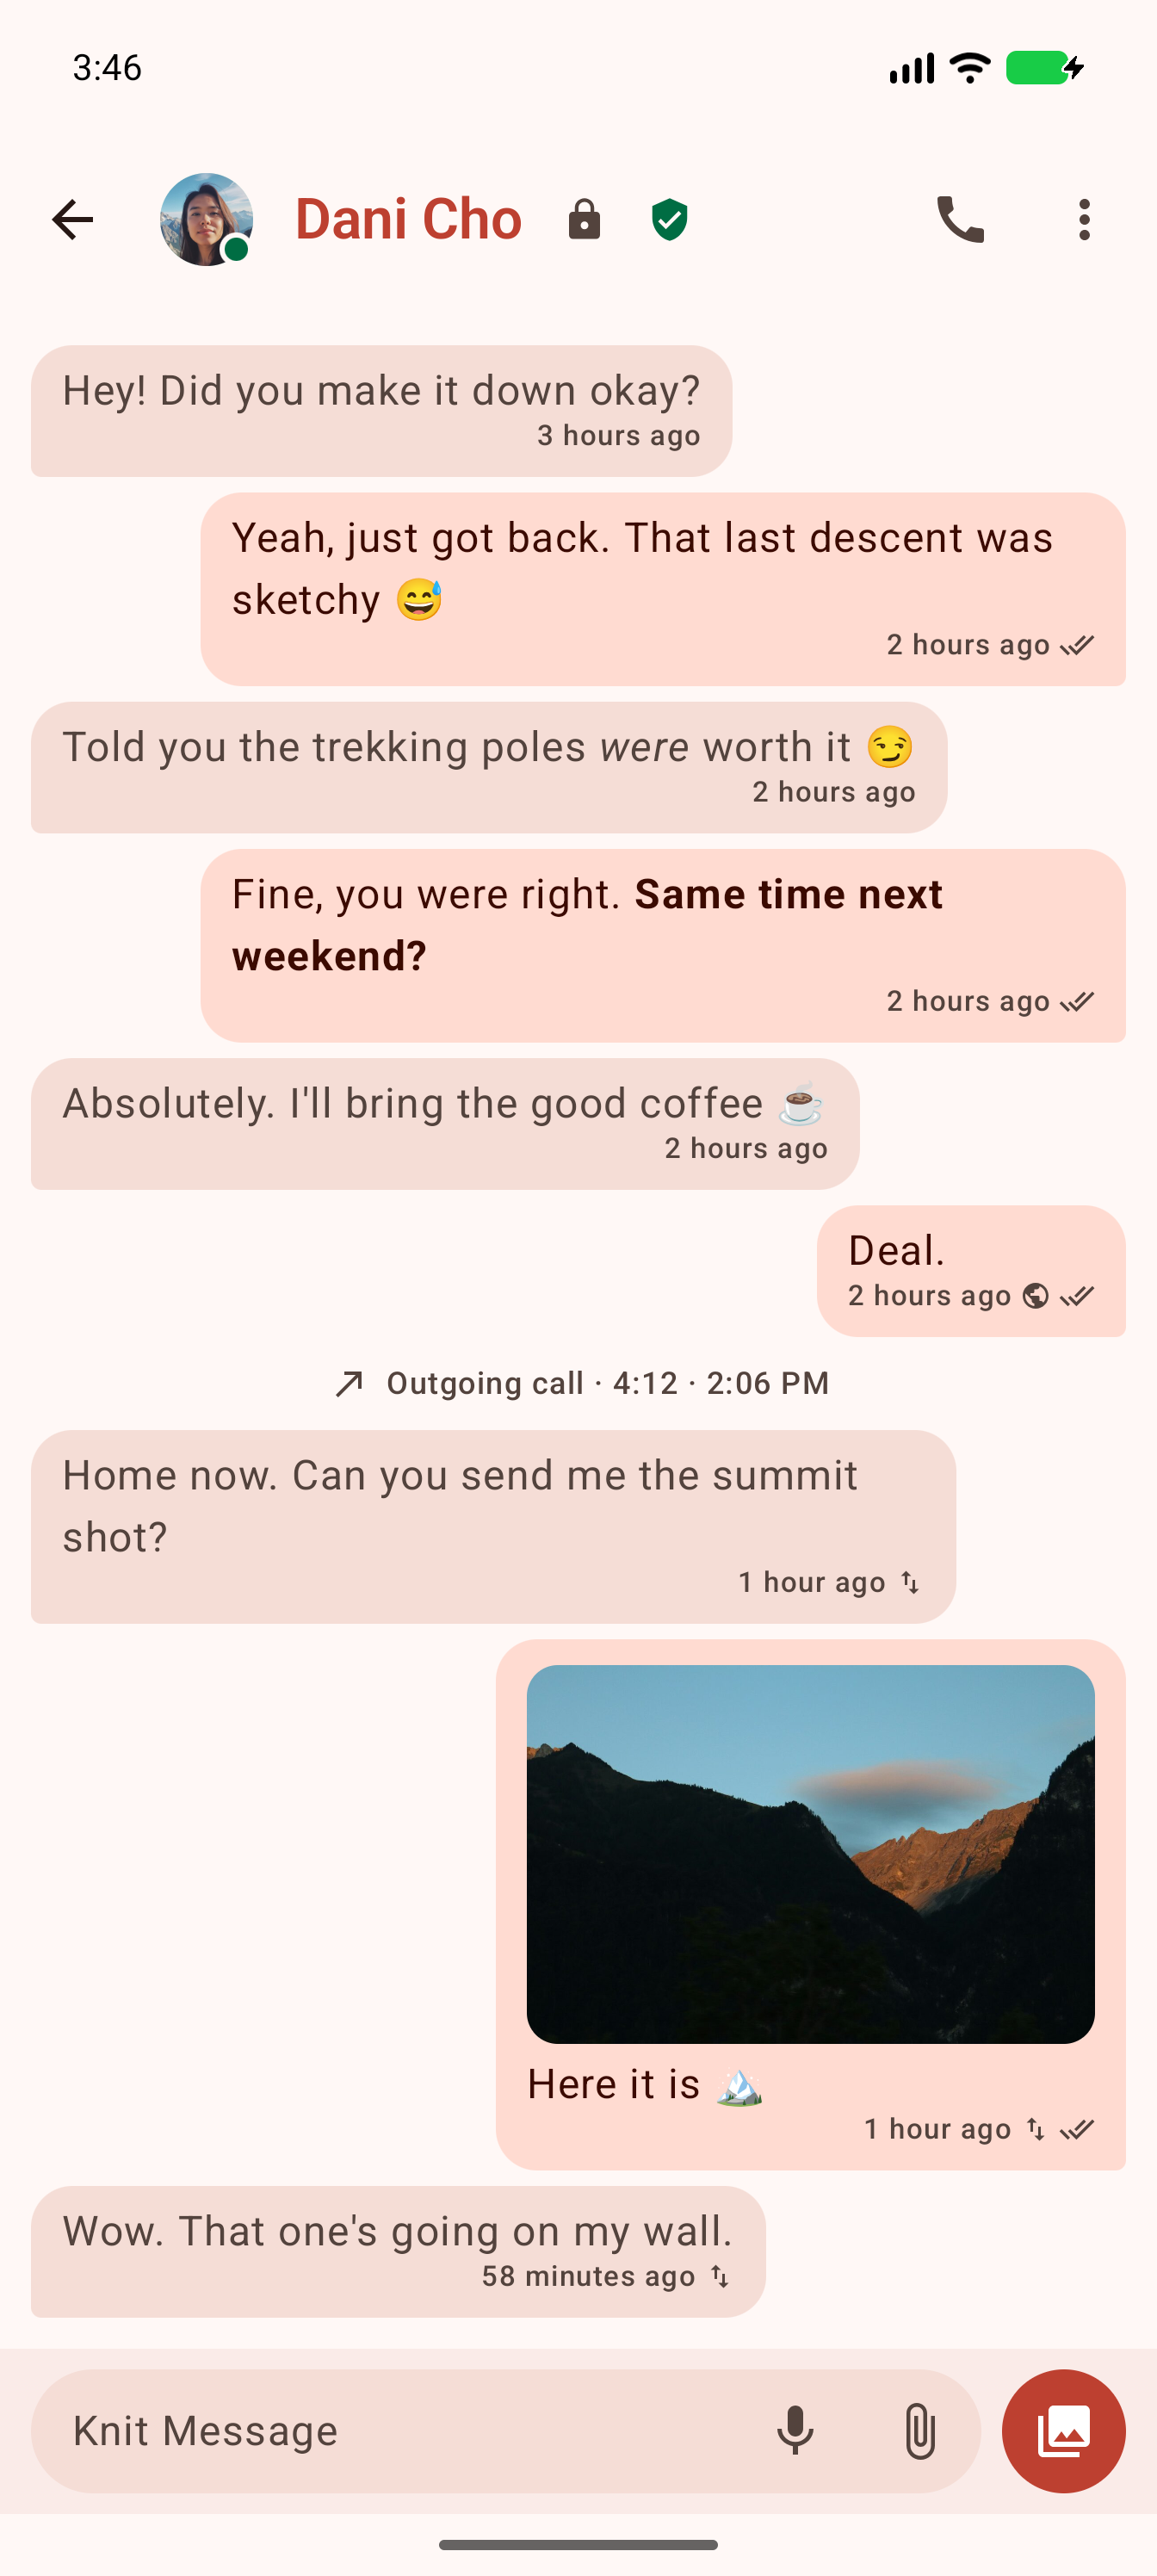 3:46
Dani Cho
Hey! Did you make it down okay?
3 hours ago
Yeah, just got back. That last descent was
sketchy 😅
2 hours ago
Told you the trekking poles were worth it 😏
2 hours ago
Fine, you were right. Same time next
weekend?
2 hours ago
Absolutely. I'll bring the good coffee ☕
2 hours ago
Deal.
2 hours ago
Outgoing call · 4:12 · 2:06 PM
Home now. Can you send me the summit
shot?
1 hour ago
Here it is 🏔️
1 hour ago
Wow. That one's going on my wall.
58 minutes ago
Knit Message